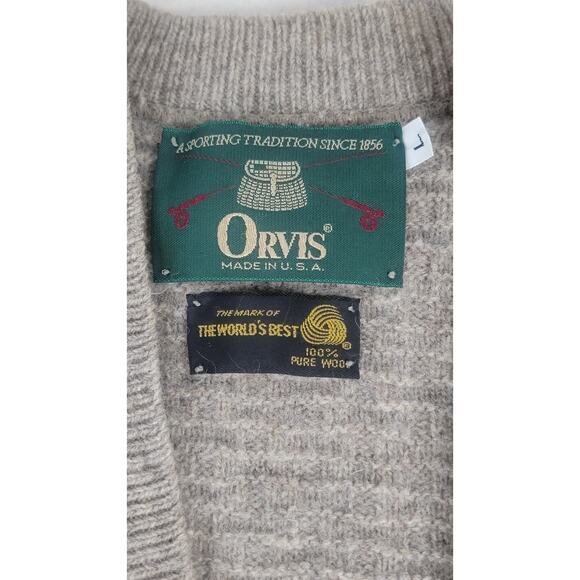 A SPORTING TRADITION SINCE 1856
L
ORVIS®
MADE IN U.S.A.
THE MARK OF
THE WORLD'S BEST
®
100%
PURE WOOL